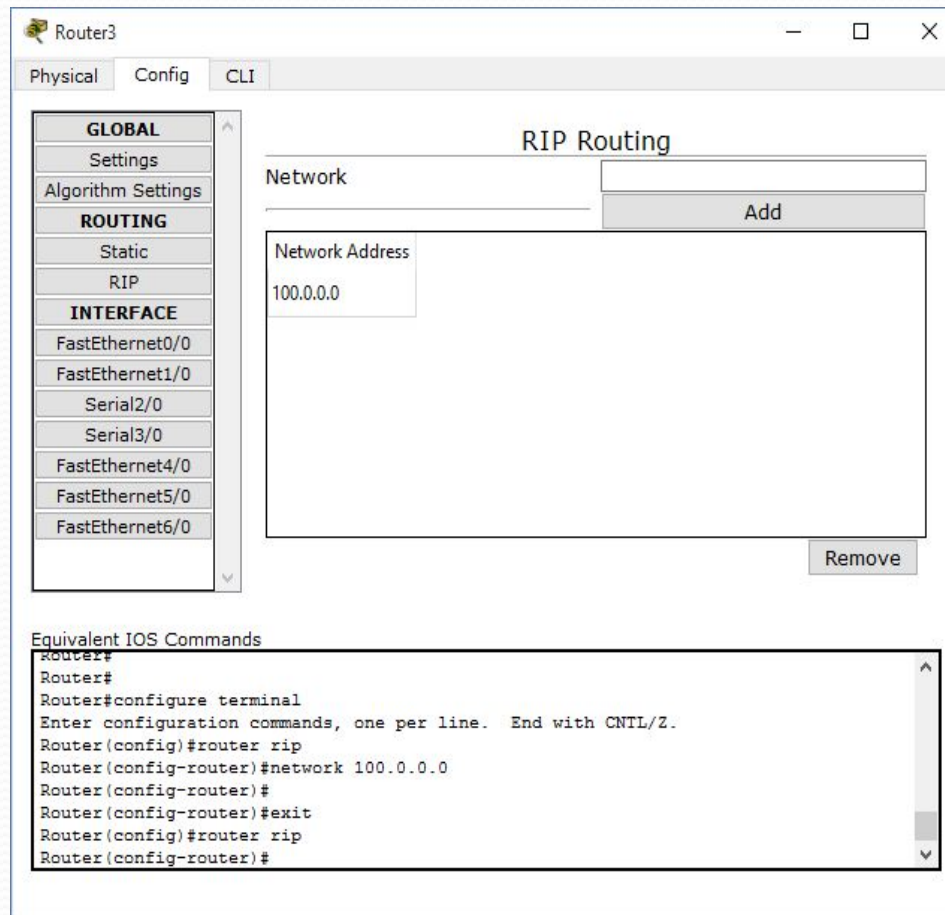 Router3
Physical Config CLI
GLOBAL
Settings
Algorithm Settings
ROUTING
Static
RIP
INTERFACE
FastEthernet0/0
FastEthernet1/0
Serial2/0
Serial3/0
FastEthernet4/0
FastEthernet5/0
FastEthernet6/0
RIP Routing
Network
Add
Network Address
100.0.0.0
Remove
Equivalent IOS Commands
Router#
Router#
Router#configure terminal
Enter configuration commands, one per line. End with CNTL/Z.
Router(config)#router rip
Router(config-router)#network 100.0.0.0
Router(config-router)#
Router(config-router)#exit
Router(config)#router rip
Router(config-router)#